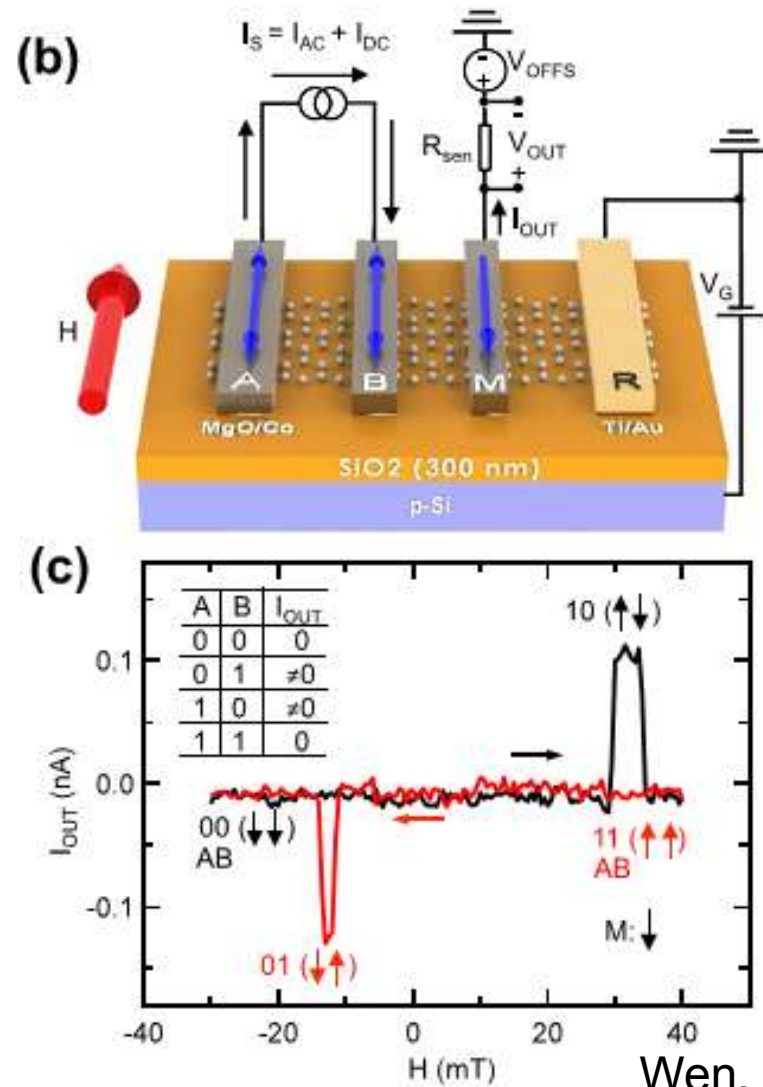 (b)
I_S = I_AC + I_DC
V_OFFS
-
+
-
R_sen
V_OUT
+
I_OUT
V_G
H
A B M R
MgO/Co Ti/Au
SiO2 (300 nm)
p-Si
(c)
A B I_OUT
0 0 0
0 1 ≠0
1 0 ≠0
1 1 0
10 (↑↓)
0.1
0.0
-0.1
I_OUT (nA)
→
←
00 (↓↓)
AB
11 (↑↑)
AB
M: ↓
01 (↓↑)
-40 -20 0 20 40
H (mT)
Wen.